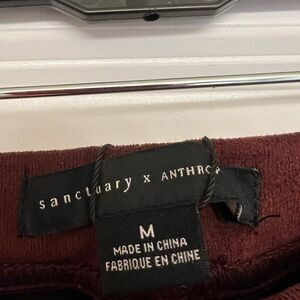 sanctuary x ANTHRO
M
MADE IN CHINA
FABRIQUE EN CHINE